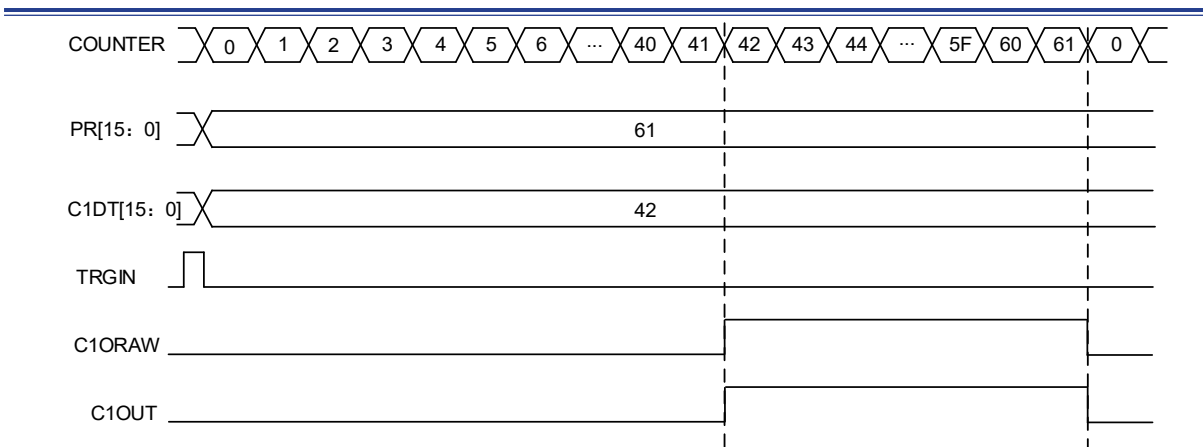 COUNTER 0 1 2 3 4 5 6 ... 40 41 42 43 44 ... 5F 60 61 0
PR[15：0] 61
C1DT[15：0] 42
TRGIN
C1ORAW
C1OUT